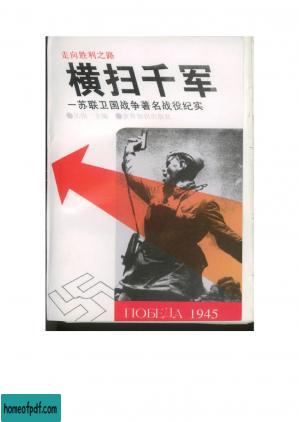 走向胜利之路
横扫千军
一苏联卫国战争著名战役纪实
主编 ●世界知识出版社
ПОБЕДА 1945
homeofpdf.com